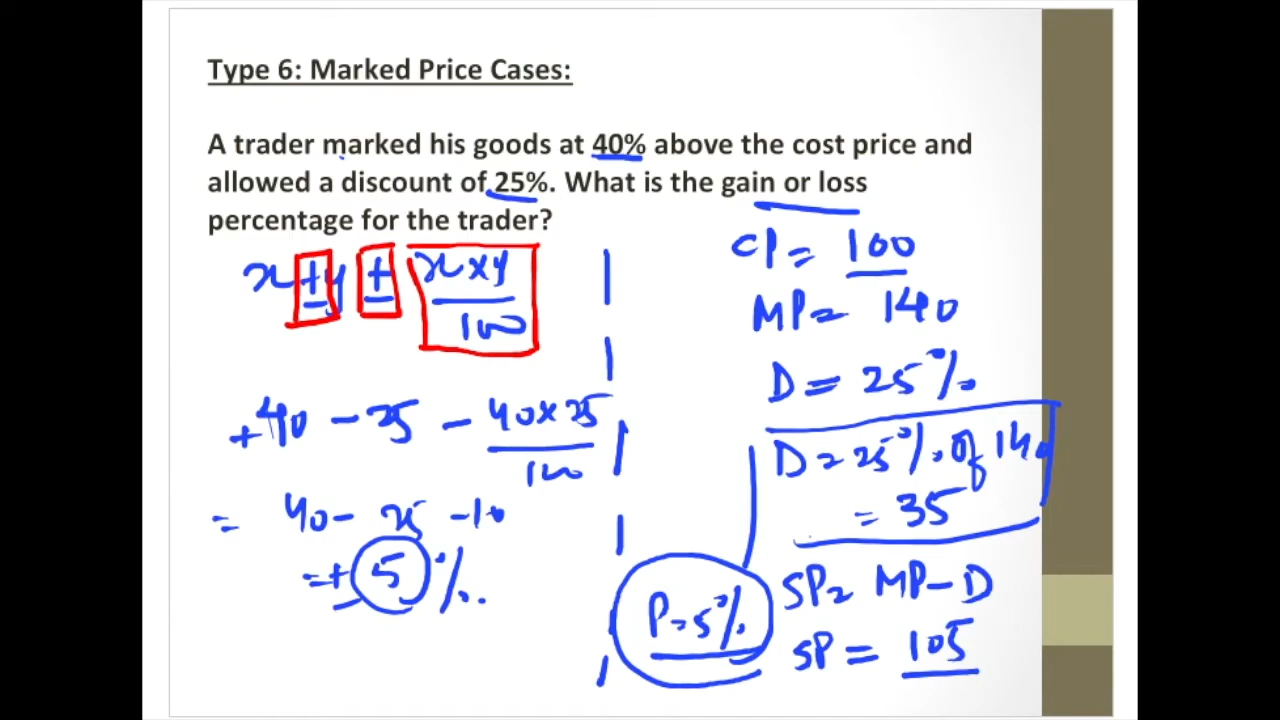 Type 6: Marked Price Cases:
A trader marked his goods at 40% above the cost price and
allowed a discount of 25%. What is the gain or loss
percentage for the trader?
x ± y ± x×y/100
+40 - 25 - 40×25/100
= 40 - 25 - 10
= + 5 %.
CP = 100
MP = 140
D = 25%
D = 25% of 140
= 35
SP = MP - D
SP = 105
P = 5%